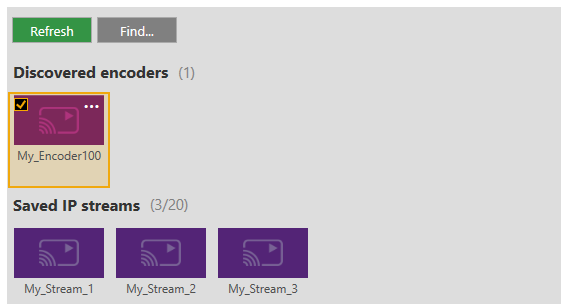 Refresh Find...
Discovered encoders (1)
My_Encoder100
Saved IP streams (3/20)
My_Stream_1 My_Stream_2 My_Stream_3